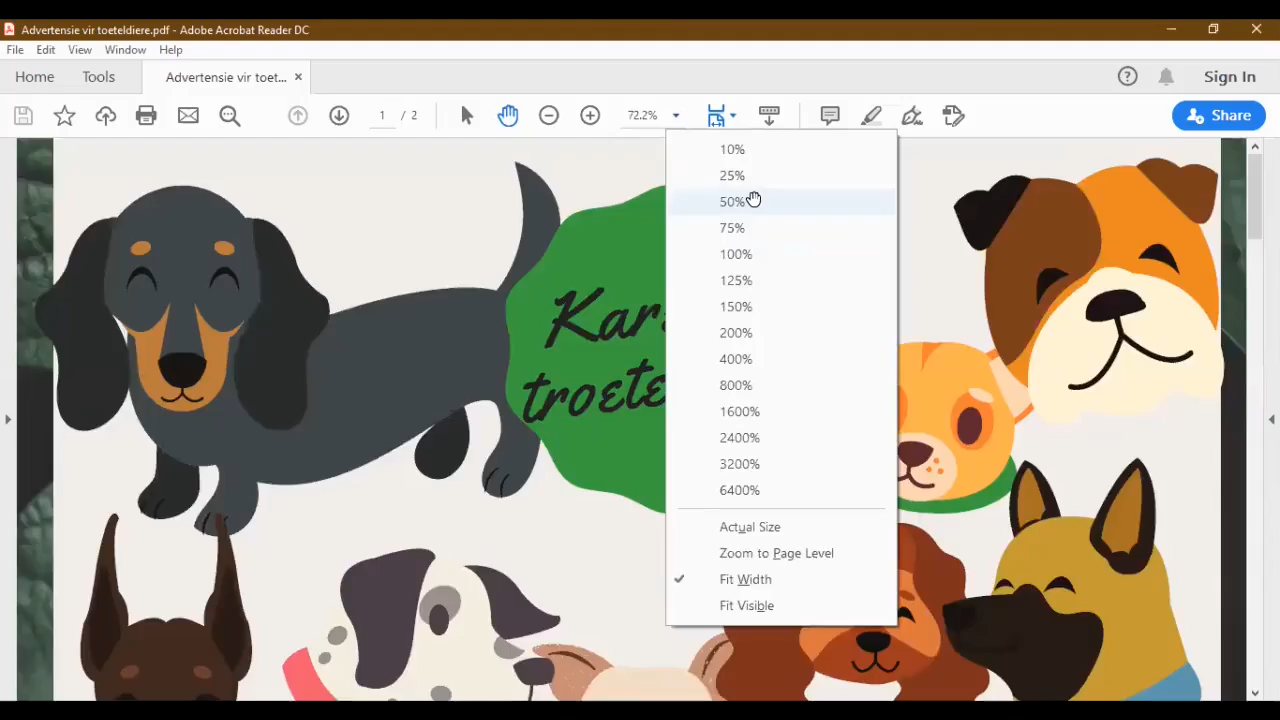 Advertensie vir toeteldiere.pdf - Adobe Acrobat Reader DC
File Edit View Window Help
Home Tools Advertensie vir toet... × Sign In
1 / 2 72.2% Share
10%
25%
50%
75%
100%
125%
150%
200%
400%
800%
1600%
2400%
3200%
6400%
Actual Size
Zoom to Page Level
Fit Width
Fit Visible